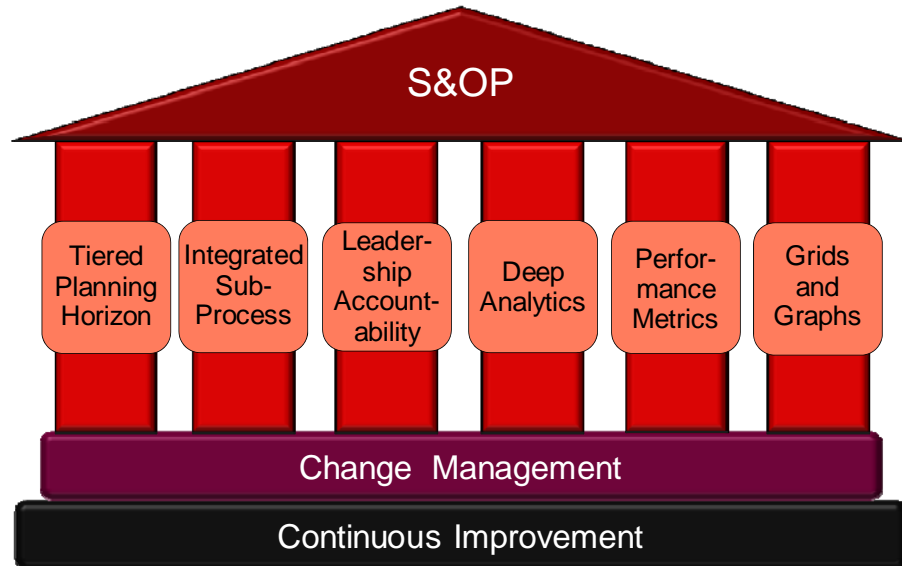 S&OP
Tiered
Planning
Horizon
Integrated
Sub-
Process
Leader-
ship
Account-
ability
Deep
Analytics
Perfor-
mance
Metrics
Grids
and
Graphs
Change Management
Continuous Improvement